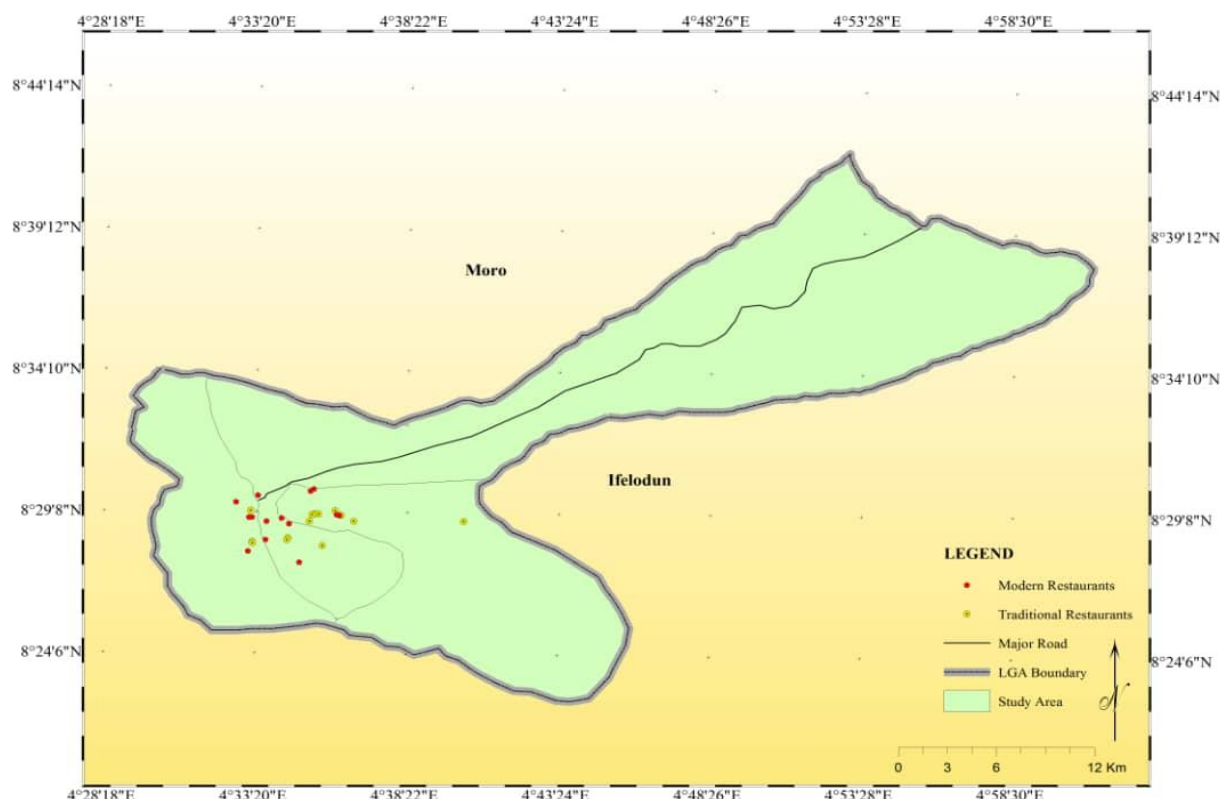 4°28'18"E 4°33'20"E 4°38'22"E 4°43'24"E 4°48'26"E 4°53'28"E 4°58'30"E
8°44'14"N 8°44'14"N
8°39'12"N 8°39'12"N
Moro
8°34'10"N 8°34'10"N
Ifelodun
8°29'8"N 8°29'8"N
LEGEND
Modern Restaurants
Traditional Restaurants
Major Road
LGA Boundary
Study Area
N
8°24'6"N 8°24'6"N
0 3 6 12 Km
4°28'18"E 4°33'20"E 4°38'22"E 4°43'24"E 4°48'26"E 4°53'28"E 4°58'30"E